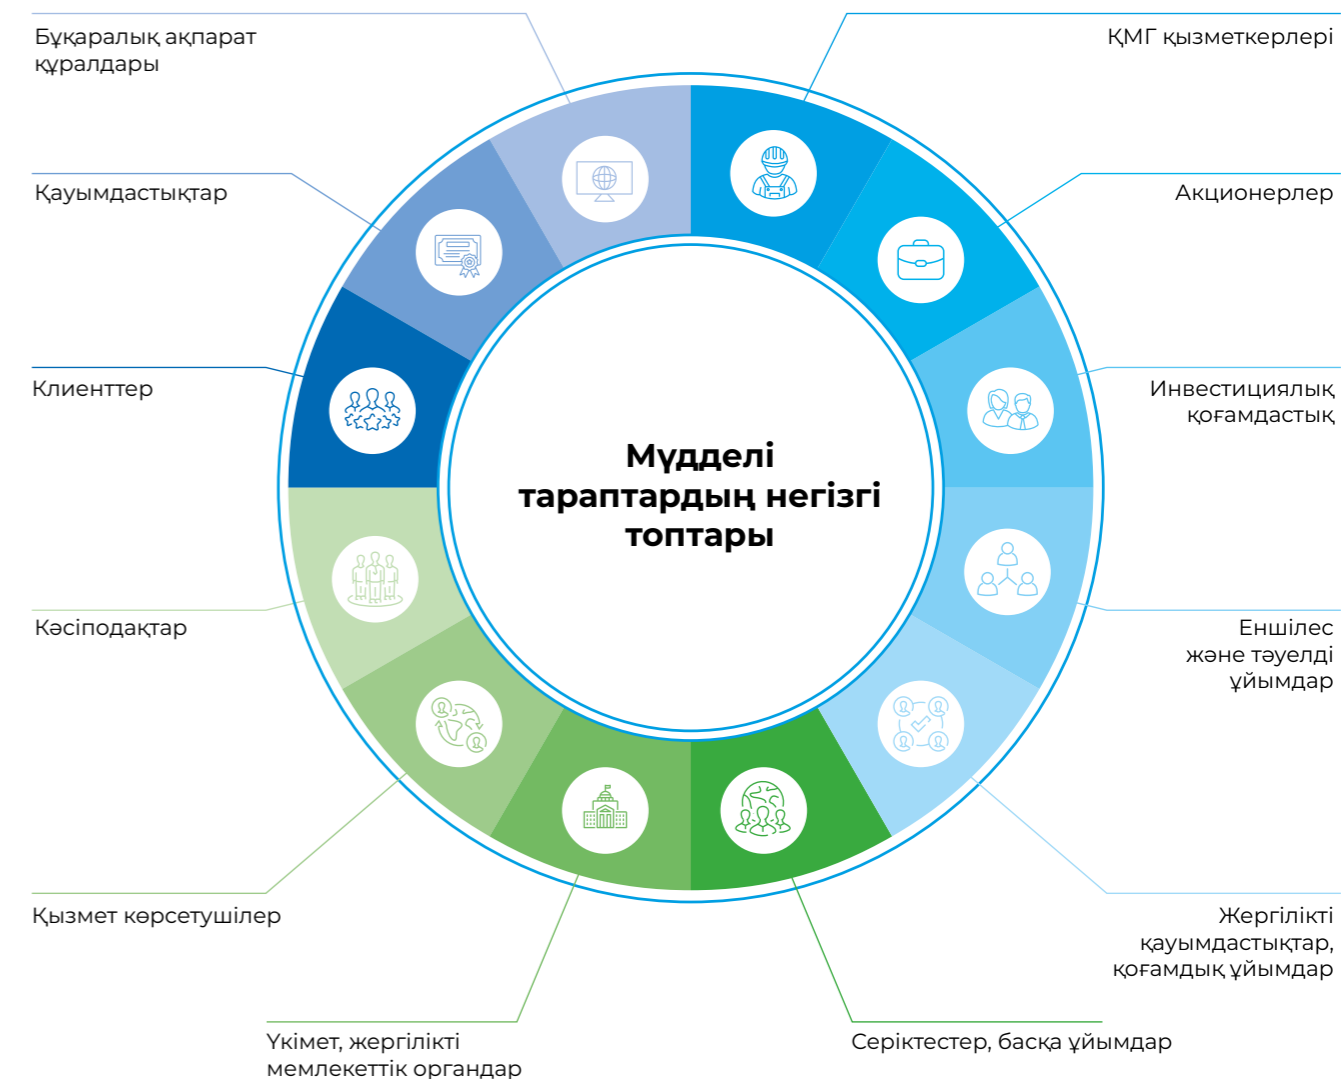 Бұқаралық ақпарат
құралдары
ҚМГ қызметкерлері
Қауымдастықтар
Акционерлер
Клиенттер
Инвестициялық
қоғамдастық
Мүдделі
тараптардың негізгі
топтары
Кәсіподақтар
Еншілес
және тәуелді
ұйымдар
Қызмет көрсетушілер
Жергілікті
қауымдастықтар,
қоғамдық ұйымдар
Үкімет, жергілікті
мемлекеттік органдар
Серіктестер, басқа ұйымдар